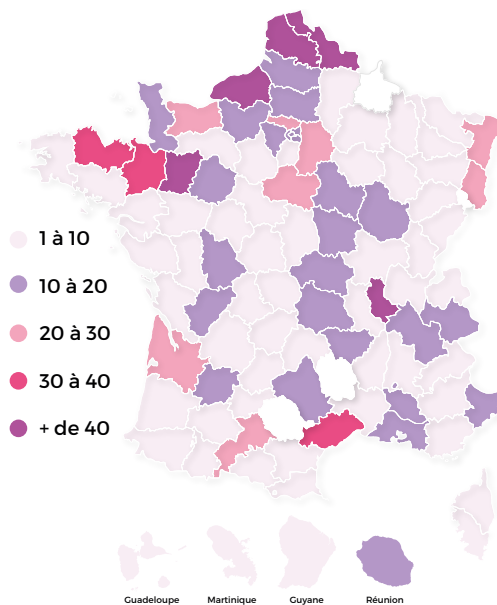 1 à 10
10 à 20
20 à 30
30 à 40
+ de 40
Guadeloupe Martinique Guyane Réunion